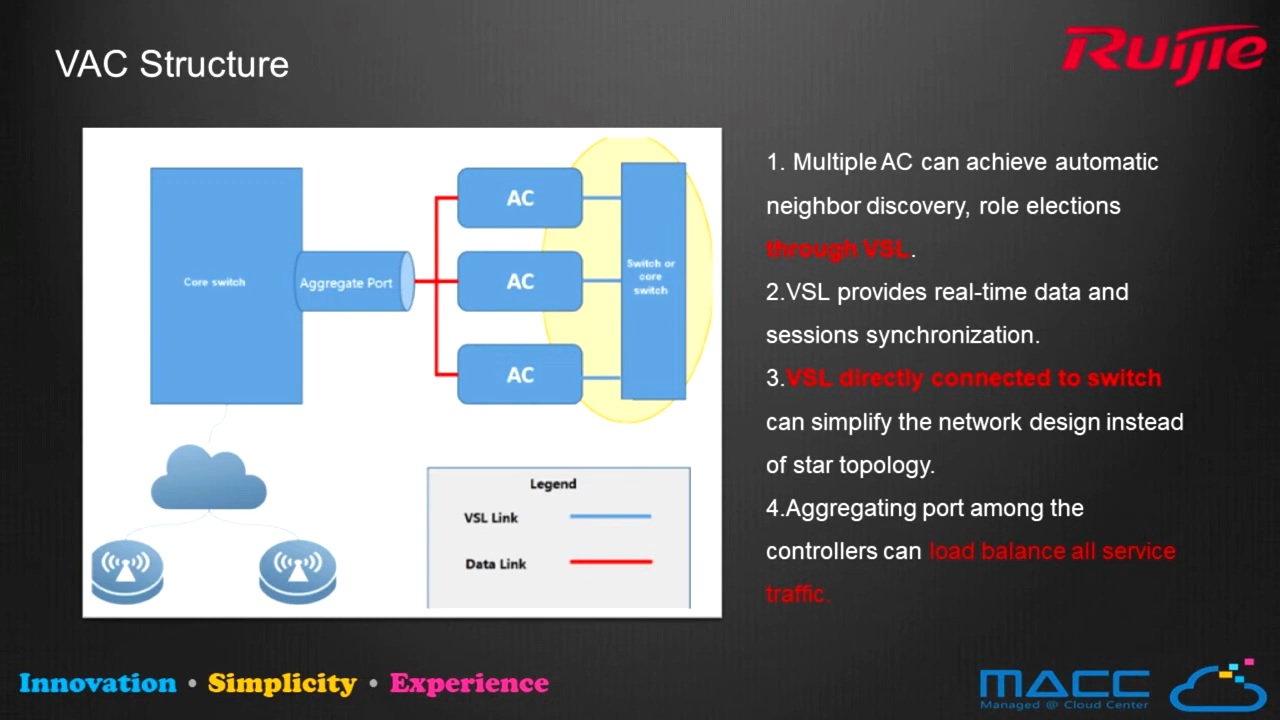 VAC Structure
RUIJIE
AC
AC
AC
Core switch
Aggregate Port
Switch or
core
switch
Legend
VSL Link
Data Link
1. Multiple AC can achieve automatic
neighbor discovery, role elections
through VSL.
2.VSL provides real-time data and
sessions synchronization.
3.VSL directly connected to switch
can simplify the network design instead
of star topology.
4.Aggregating port among the
controllers can load balance all service
traffic.
Innovation • Simplicity • Experience
MACC
Managed @ Cloud Center